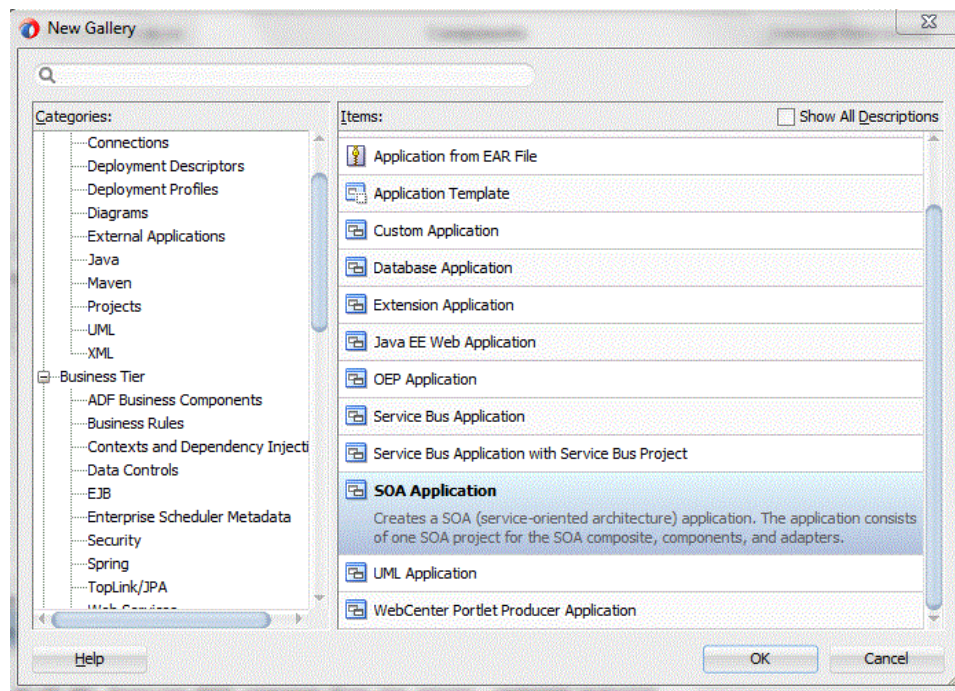 New Gallery
Categories:
Connections
Deployment Descriptors
Deployment Profiles
Diagrams
External Applications
Java
Maven
Projects
UML
XML
Business Tier
ADF Business Components
Business Rules
Contexts and Dependency Injecti
Data Controls
EJB
Enterprise Scheduler Metadata
Security
Spring
TopLink/JPA
Web Services
Items:
Show All Descriptions
Application from EAR File
Application Template
Custom Application
Database Application
Extension Application
Java EE Web Application
OEP Application
Service Bus Application
Service Bus Application with Service Bus Project
SOA Application
Creates a SOA (service-oriented architecture) application. The application consists
of one SOA project for the SOA composite, components, and adapters.
UML Application
WebCenter Portlet Producer Application
Help
OK
Cancel